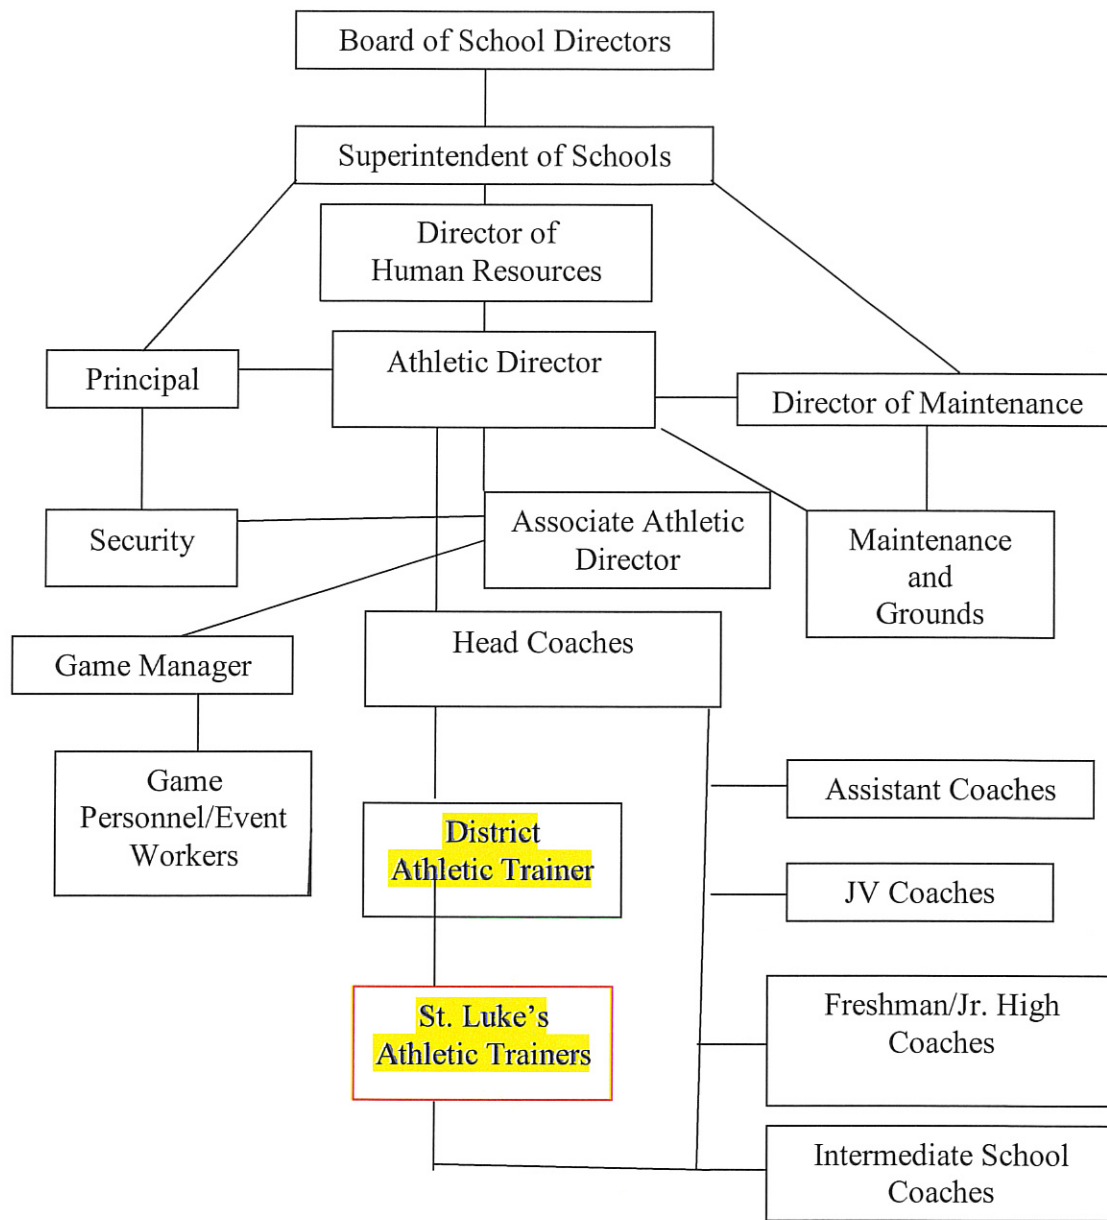 Board of School Directors
Superintendent of Schools
Director of
Human Resources
Athletic Director
Principal
Director of Maintenance
Associate Athletic
Director
Security
Maintenance
and
Grounds
Head Coaches
Game Manager
Game
Personnel/Event
Workers
Assistant Coaches
District
Athletic Trainer
JV Coaches
St. Luke’s
Athletic Trainers
Freshman/Jr. High
Coaches
Intermediate School
Coaches